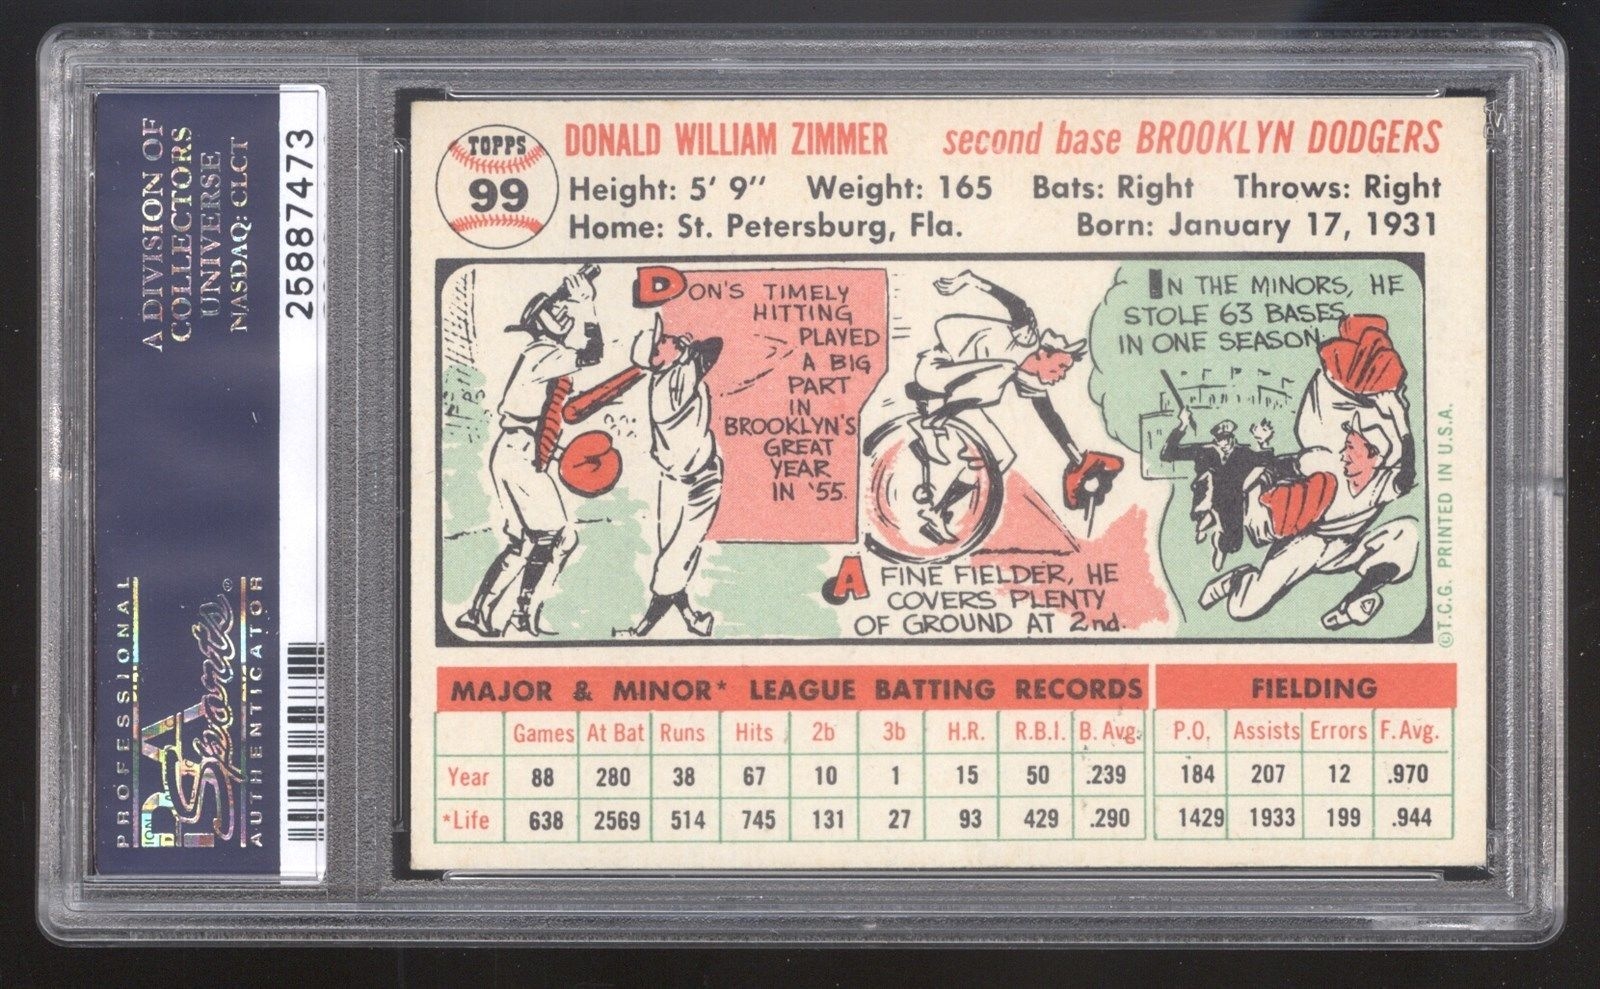 A DIVISION OF
COLLECTORS
UNIVERSE
NASDAQ: CLCT
25887473
PROFESSIONAL
PSA
Sports®
AUTHENTICATOR
TOPPS
99
DONALD WILLIAM ZIMMER second base BROOKLYN DODGERS
Height: 5' 9" Weight: 165 Bats: Right Throws: Right
Home: St. Petersburg, Fla. Born: January 17, 1931
DON'S TIMELY
HITTING
PLAYED
A BIG
PART
IN
BROOKLYN'S
GREAT
YEAR
IN '55.
A FINE FIELDER, HE
COVERS PLENTY
OF GROUND AT 2nd.
IN THE MINORS, HE
STOLE 63 BASES
IN ONE SEASON
©T.C.G. PRINTED IN U.S.A.
MAJOR & MINOR* LEAGUE BATTING RECORDS FIELDING
Games At Bat Runs Hits 2b 3b H.R. R.B.I. B. Avg. P.O. Assists Errors F. Avg.
Year 88 280 38 67 10 1 15 50 .239 184 207 12 .970
*Life 638 2569 514 745 131 27 93 429 .290 1429 1933 199 .944